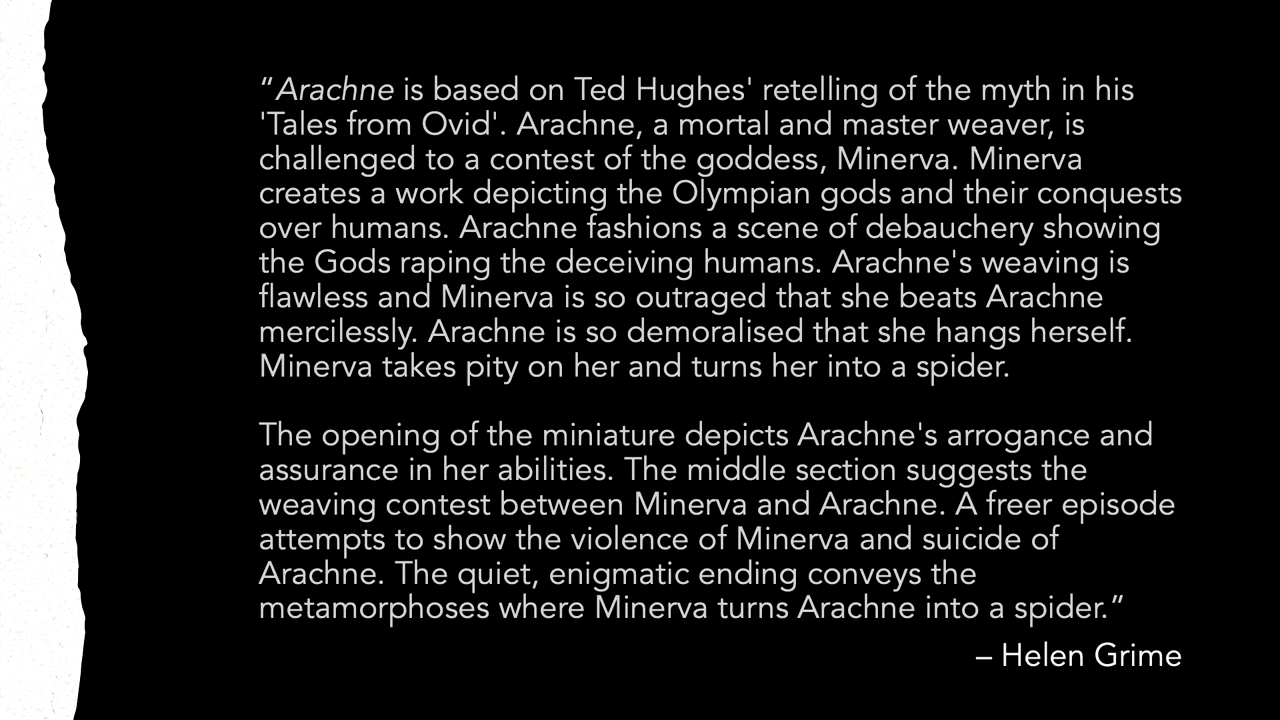 “Arachne is based on Ted Hughes' retelling of the myth in his
'Tales from Ovid'. Arachne, a mortal and master weaver, is
challenged to a contest of the goddess, Minerva. Minerva
creates a work depicting the Olympian gods and their conquests
over humans. Arachne fashions a scene of debauchery showing
the Gods raping the deceiving humans. Arachne's weaving is
flawless and Minerva is so outraged that she beats Arachne
mercilessly. Arachne is so demoralised that she hangs herself.
Minerva takes pity on her and turns her into a spider.
The opening of the miniature depicts Arachne's arrogance and
assurance in her abilities. The middle section suggests the
weaving contest between Minerva and Arachne. A freer episode
attempts to show the violence of Minerva and suicide of
Arachne. The quiet, enigmatic ending conveys the
metamorphoses where Minerva turns Arachne into a spider.”
– Helen Grime